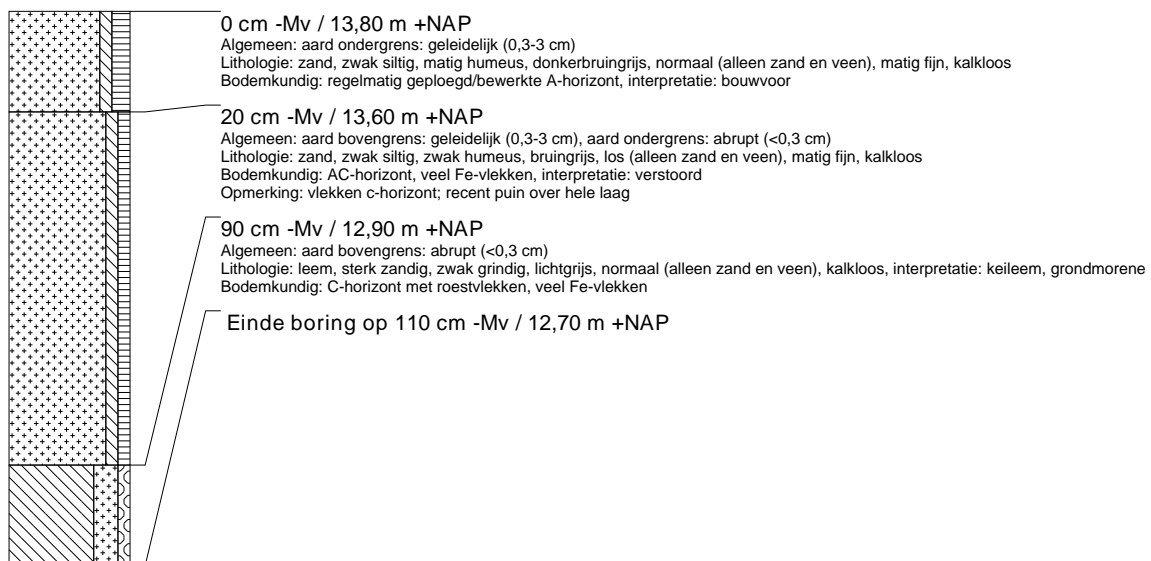 0 cm -Mv / 13,80 m +NAP
Algemeen: aard ondergrens: geleidelijk (0,3-3 cm)
Lithologie: zand, zwak siltig, matig humeus, donkerbruingrijs, normaal (alleen zand en veen), matig fijn, kalkloos
Bodemkundig: regelmatig geploegd/bewerkte A-horizont, interpretatie: bouwvoor
20 cm -Mv / 13,60 m +NAP
Algemeen: aard bovengrens: geleidelijk (0,3-3 cm), aard ondergrens: abrupt (<0,3 cm)
Lithologie: zand, zwak siltig, zwak humeus, bruingrijs, los (alleen zand en veen), matig fijn, kalkloos
Bodemkundig: AC-horizont, veel Fe-vlekken, interpretatie: verstoord
Opmerking: vlekken c-horizont; recent puin over hele laag
90 cm -Mv / 12,90 m +NAP
Algemeen: aard bovengrens: abrupt (<0,3 cm)
Lithologie: leem, sterk zandig, zwak grindig, lichtgrijs, normaal (alleen zand en veen), kalkloos, interpretatie: keileem, grondmorene
Bodemkundig: C-horizont met roestvlekken, veel Fe-vlekken
Einde boring op 110 cm -Mv / 12,70 m +NAP